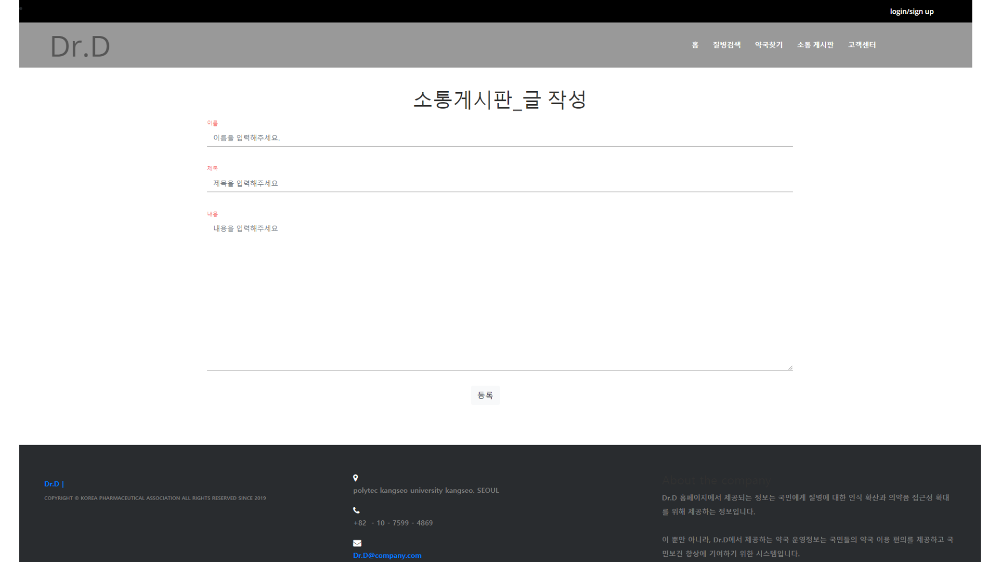 login/sign up
Dr.D
홈 질병검색 약국찾기 소통 게시판 고객센터
소통게시판_글 작성
이름
이름을 입력해주세요.
제목
제목을 입력해주세요
내용
내용을 입력해주세요
등록
Dr.D |
COPYRIGHT © KOREA PHARMACEUTICAL ASSOCIATION ALL RIGHTS RESERVED SINCE 2019
polytec kangseo university kangseo, SEOUL
+82 - 10 - 7599 - 4869
Dr.D@company.com
About the company
Dr.D 홈페이지에서 제공되는 정보는 국민에게 질병에 대한 인식 확산과 의약품 접근성 확대
를 위해 제공하는 정보입니다.
이 뿐만 아니라, Dr.D에서 제공하는 약국 운영정보는 국민들의 약국 이용 편의를 제공하고 국
민보건 향상에 기여하기 위한 시스템입니다.